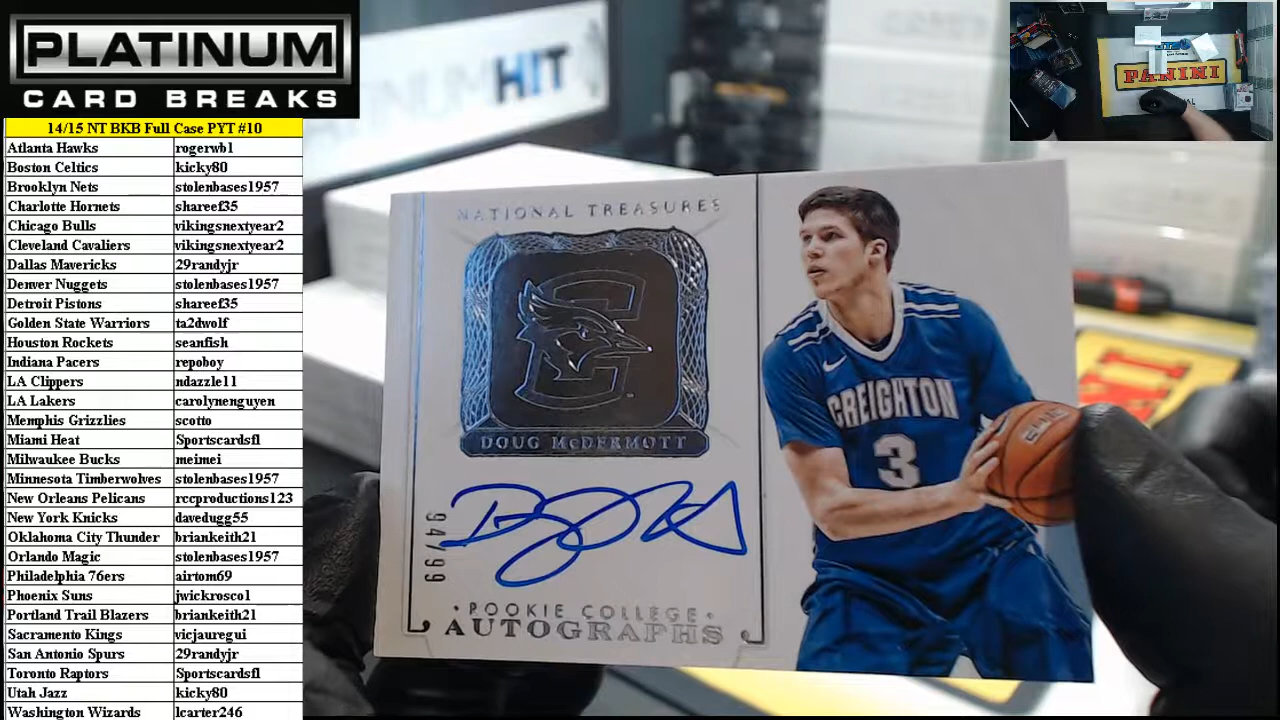 PLATINUM
CARD BREAKS
14/15 NT BKB Full Case PYT #10
Atlanta Hawks rogerwb1
Boston Celtics kicky80
Brooklyn Nets stolenbases1957
Charlotte Hornets shareef35
Chicago Bulls vikingsnextyear2
Cleveland Cavaliers vikingsnextyear2
Dallas Mavericks 29randyjr
Denver Nuggets stolenbases1957
Detroit Pistons shareef35
Golden State Warriors ta2dwolf
Houston Rockets seanfish
Indiana Pacers repoboy
LA Clippers ndazzle11
LA Lakers carolynenguyen
Memphis Grizzlies scotto
Miami Heat Sportscardsfl
Milwaukee Bucks meimei
Minnesota Timberwolves stolenbases1957
New Orleans Pelicans rccproductions123
New York Knicks davedugg55
Oklahoma City Thunder briankeith21
Orlando Magic stolenbases1957
Philadelphia 76ers airtom69
Phoenix Suns jwickrosco1
Portland Trail Blazers briankeith21
Sacramento Kings vicjauregui
San Antonio Spurs 29randyjr
Toronto Raptors Sportscardsfl
Utah Jazz kicky80
Washington Wizards lcarter246
HIT
PANINI
NATIONAL TREASURES
C
DOUG McDERMOTT
94/99
ROOKIE COLLEGE
AUTOGRAPHS
CREIGHTON
3